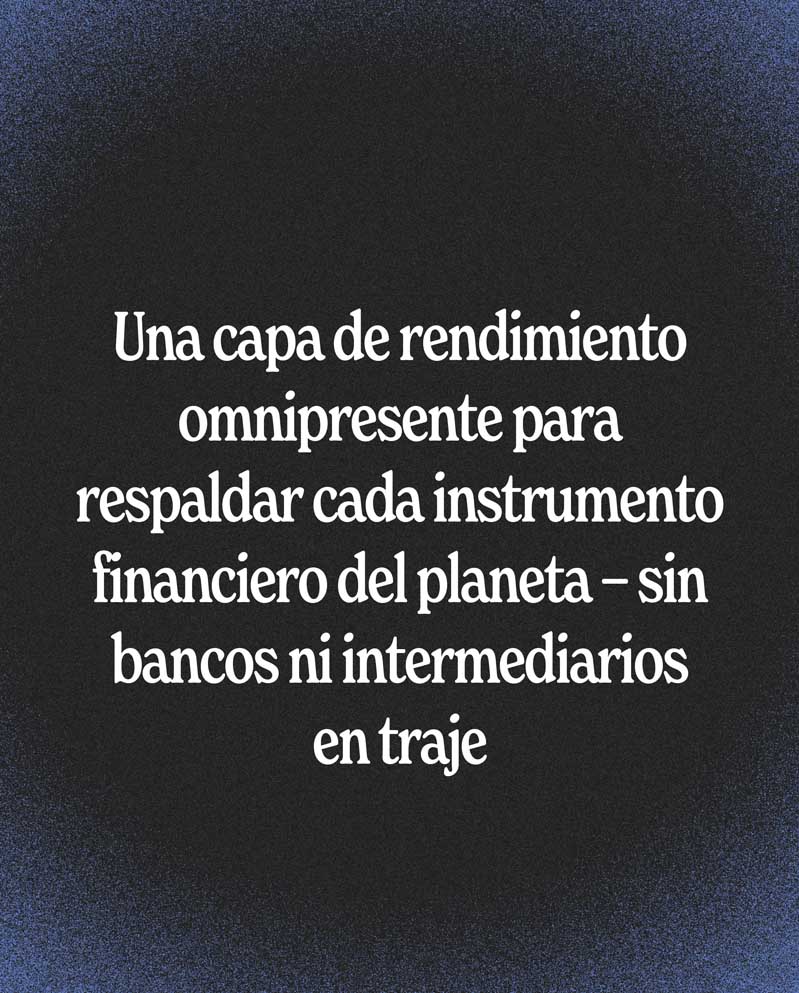 Una capa de rendimiento
omnipresente para
respaldar cada instrumento
financiero del planeta – sin
bancos ni intermediarios
en traje